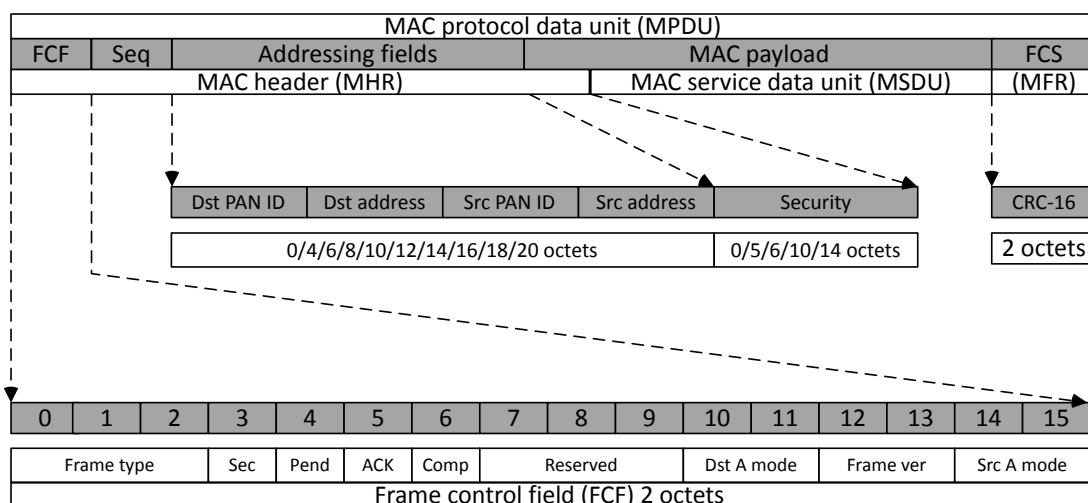 MAC protocol data unit (MPDU)
FCF Seq Addressing fields MAC payload FCS
MAC header (MHR) MAC service data unit (MSDU) (MFR)
Dst PAN ID Dst address Src PAN ID Src address Security CRC-16
0/4/6/8/10/12/14/16/18/20 octets 0/5/6/10/14 octets 2 octets
0 1 2 3 4 5 6 7 8 9 10 11 12 13 14 15
Frame type Sec Pend ACK Comp Reserved Dst A mode Frame ver Src A mode
Frame control field (FCF) 2 octets